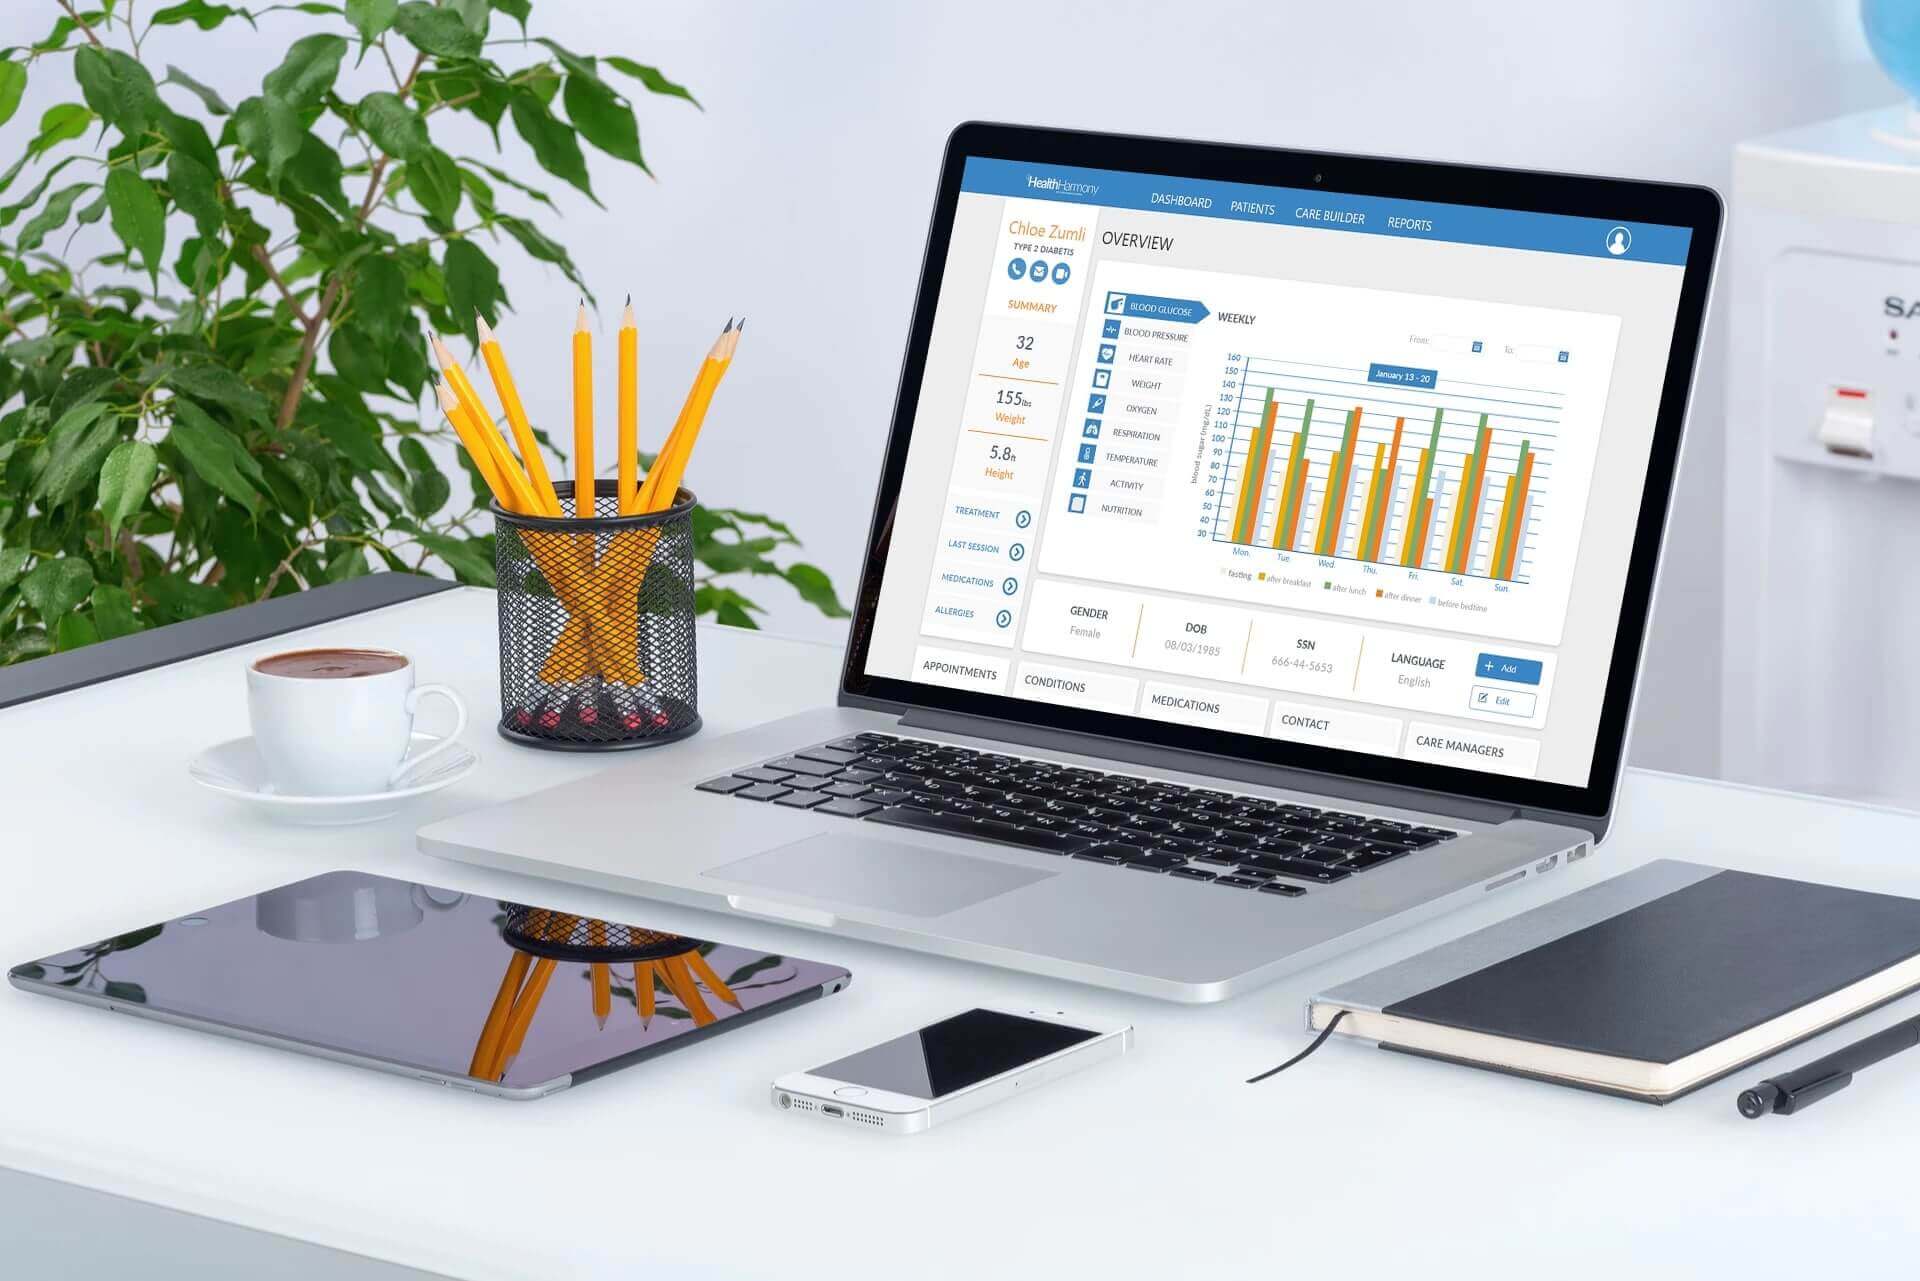 HealthHarmony
DASHBOARD PATIENTS CARE BUILDER REPORTS
Chloe Zumli
TYPE 2 DIABETIS
SUMMARY
32
Age
155 lbs
Weight
5.8 ft
Height
TREATMENT
LAST SESSION
MEDICATIONS
ALLERGIES
OVERVIEW
BLOOD GLUCOSE
BLOOD PRESSURE
HEART RATE
WEIGHT
OXYGEN
RESPIRATION
TEMPERATURE
ACTIVITY
NUTRITION
WEEKLY
From:
To:
January 13 - 20
blood sugar (mg/dL)
160
150
140
130
120
110
100
90
80
70
60
50
40
30
Mon. Tue. Wed. Thu. Fri. Sat. Sun.
fasting after breakfast after lunch after dinner before bedtime
GENDER
Female
DOB
08/03/1985
SSN
666-44-5653
LANGUAGE
English
+ Add
Edit
APPOINTMENTS
CONDITIONS
MEDICATIONS
CONTACT
CARE MANAGERS
SA